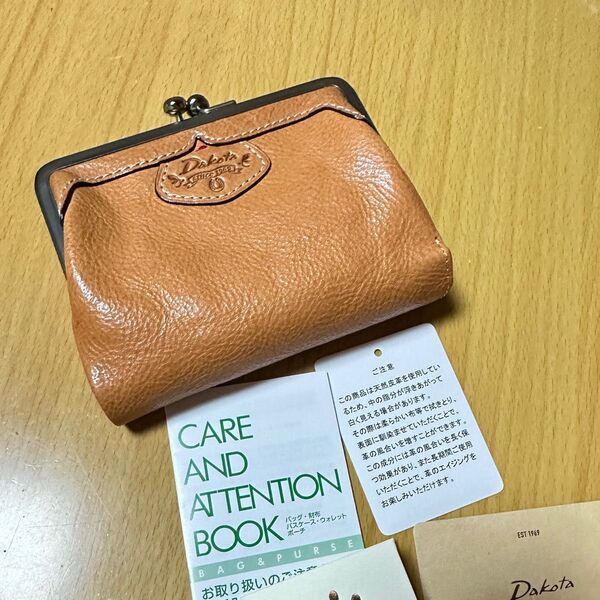 Dakota
SINCE 1969
ご注意
この商品は天然皮革を使用してい
るため、中の脂分が浮きあがって
白く見える場合があります。
その際は柔らかい布等で拭きとり、
表面に馴染ませていただくことで、
革の風合いを増すことができます。
この成分には革の風合いを長く保
つ効果があり、また長期間ご使用
いただくことで、革のエイジングを
お楽しみいただけます。
CARE
AND
ATTENTION
BOOK
バッグ・財布
パスケース・ウォレット
ポーチ
BAG & PURSE
お取り扱いのご注意
EST 1969
Dakota